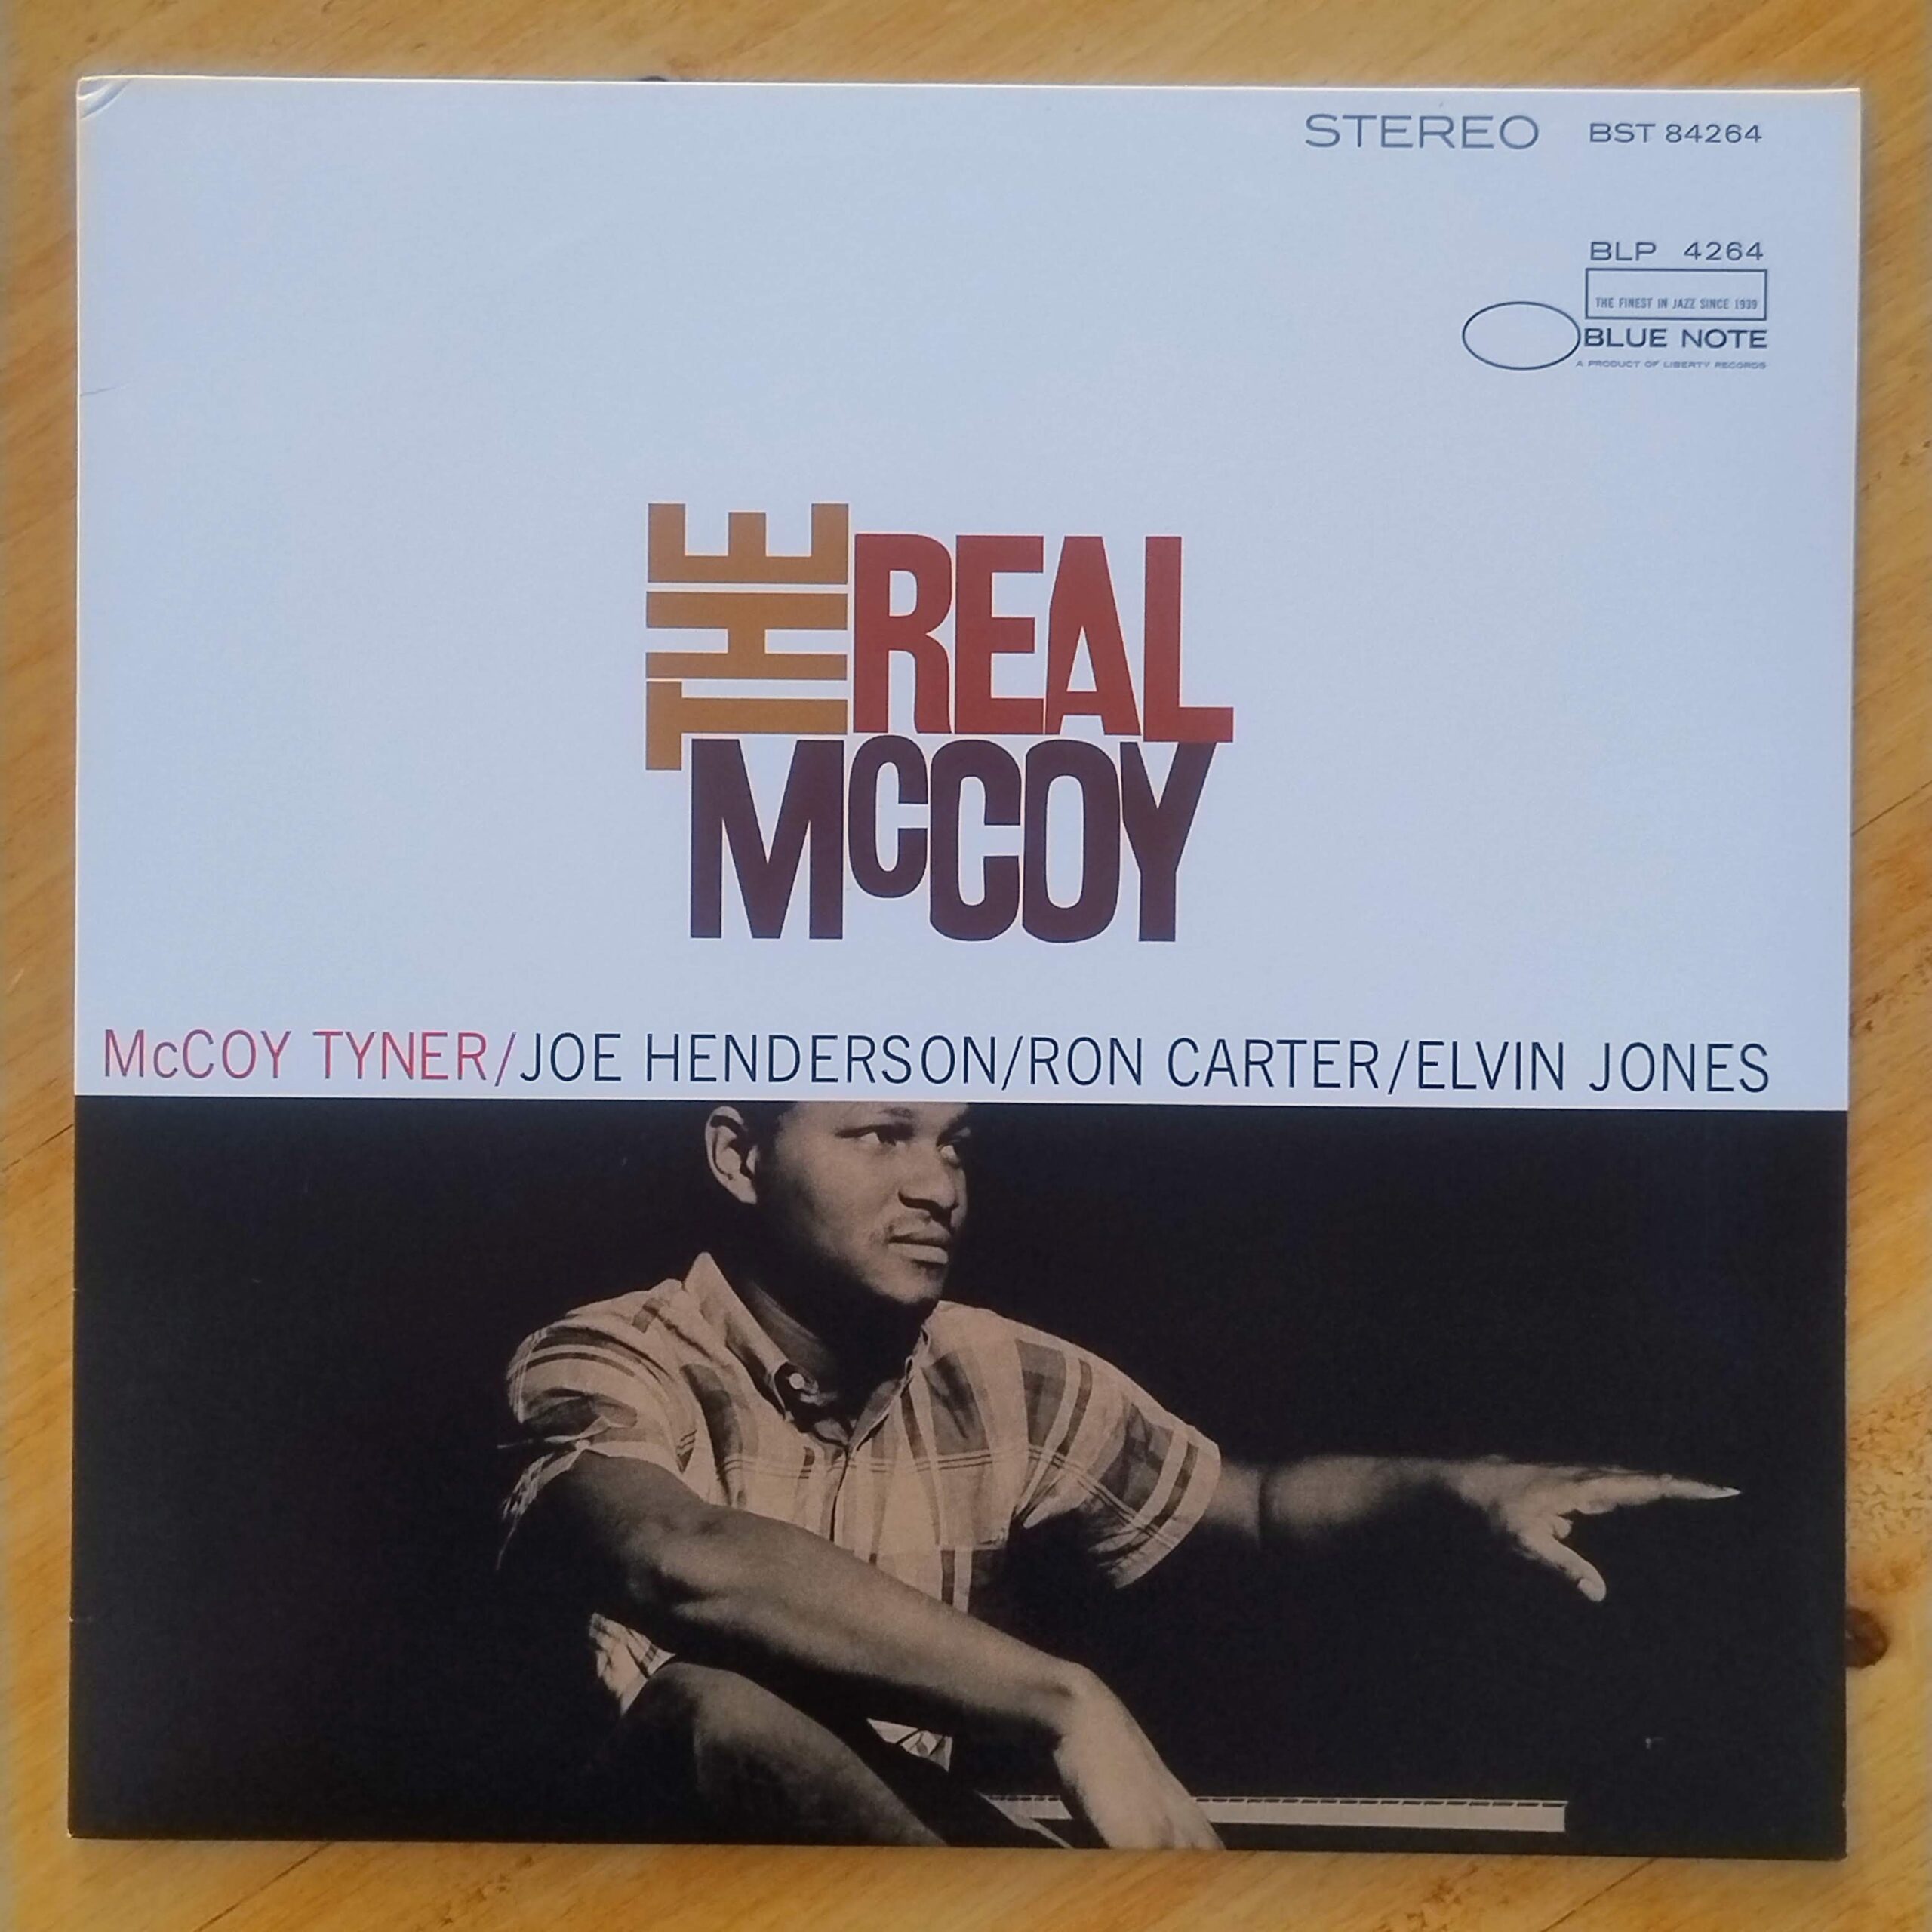 STEREO BST 84264
BLP 4264
THE FINEST IN JAZZ SINCE 1939
BLUE NOTE
A PRODUCT OF LIBERTY RECORDS
THE REAL
McCOY
McCOY TYNER/JOE HENDERSON/RON CARTER/ELVIN JONES